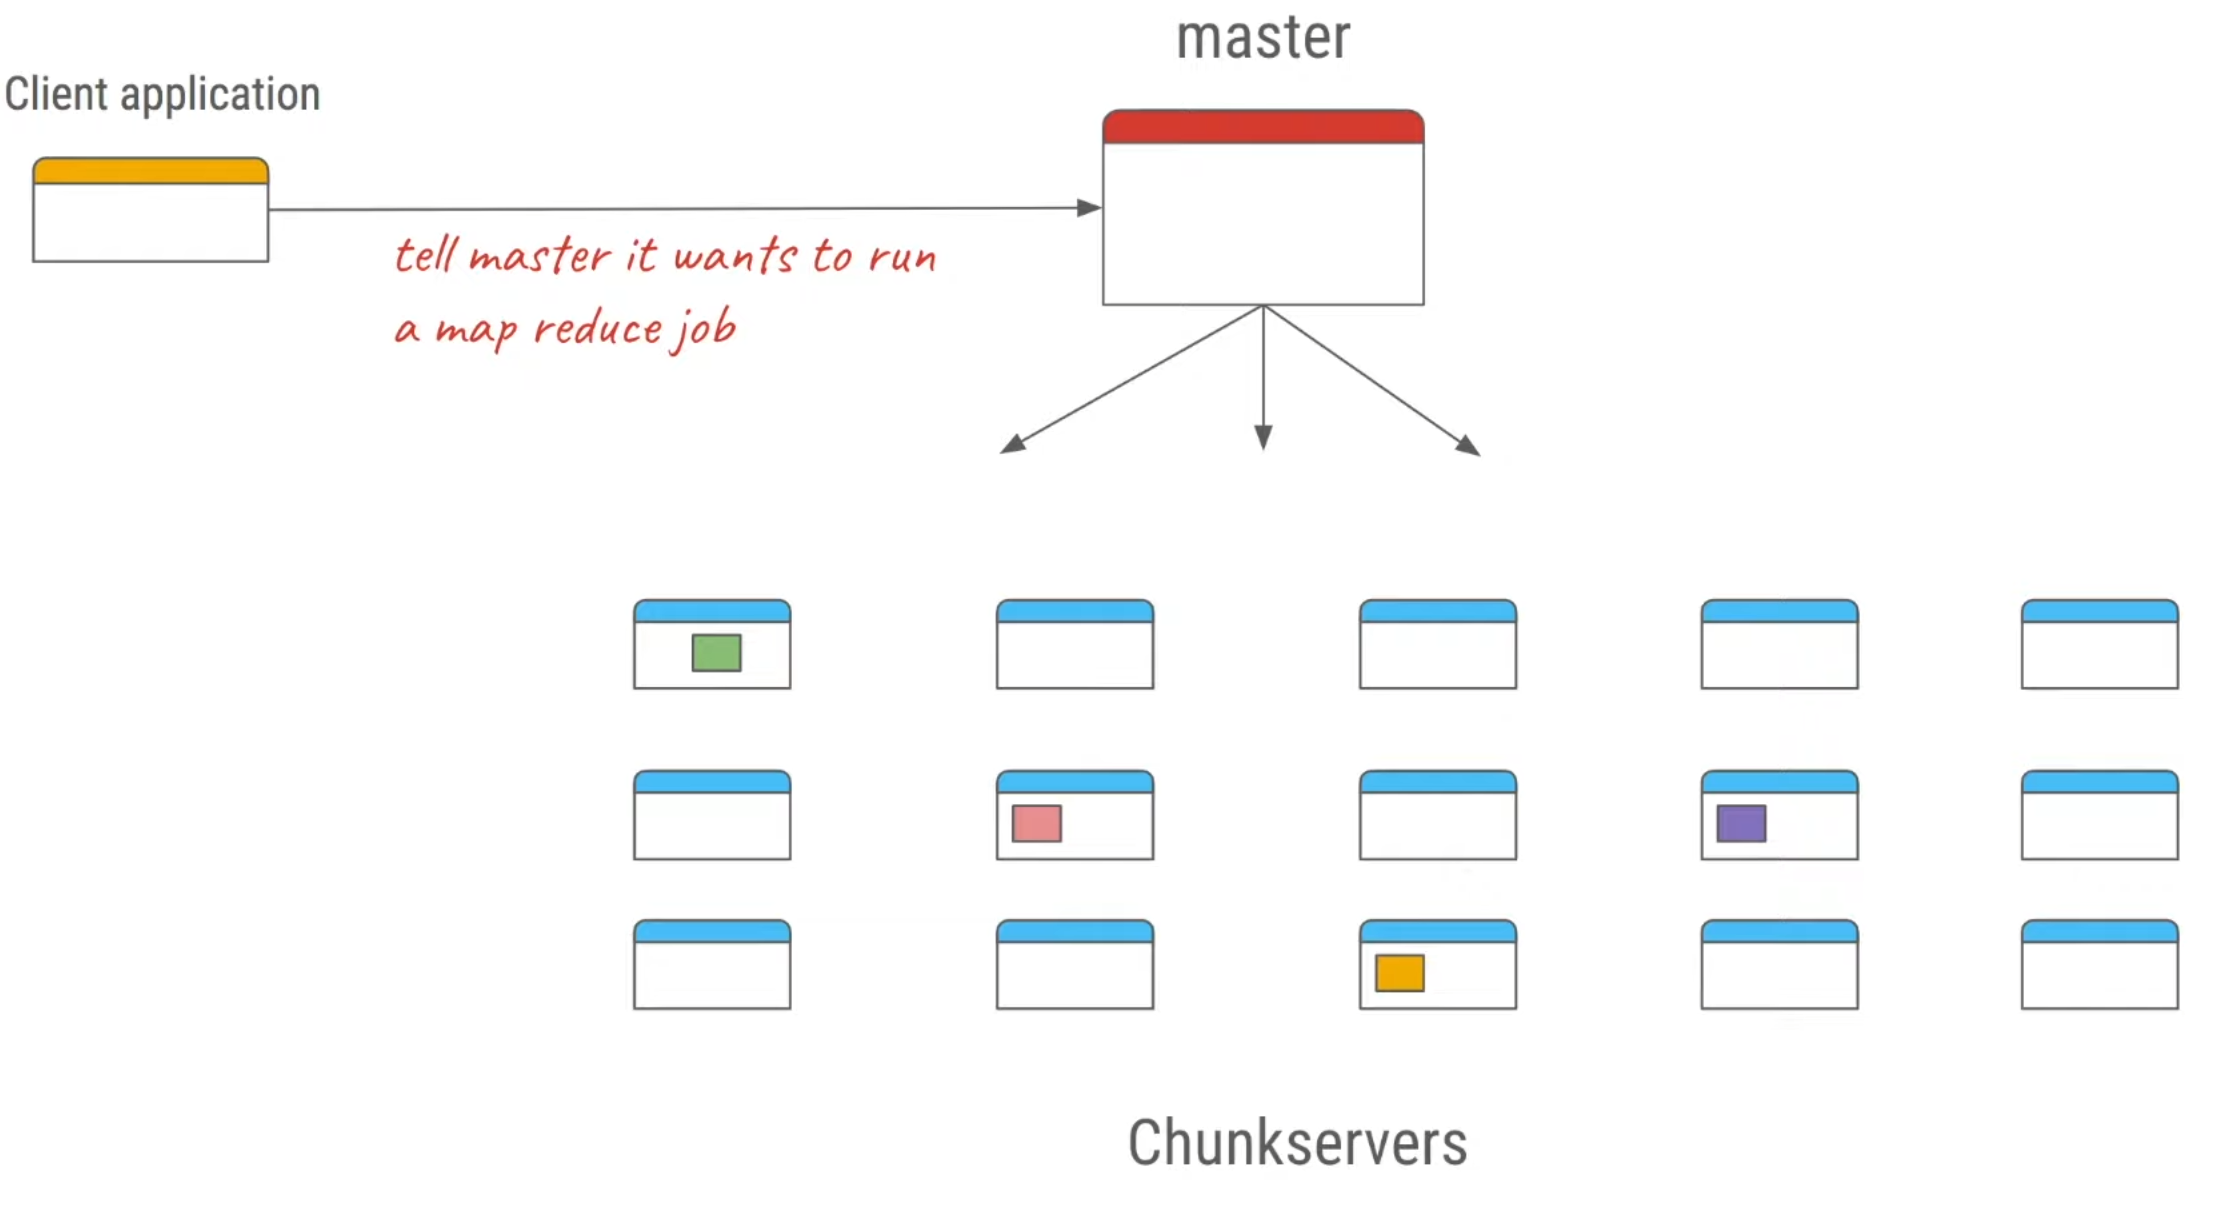 master
Client application
tell master it wants to run
a map reduce job
Chunkservers